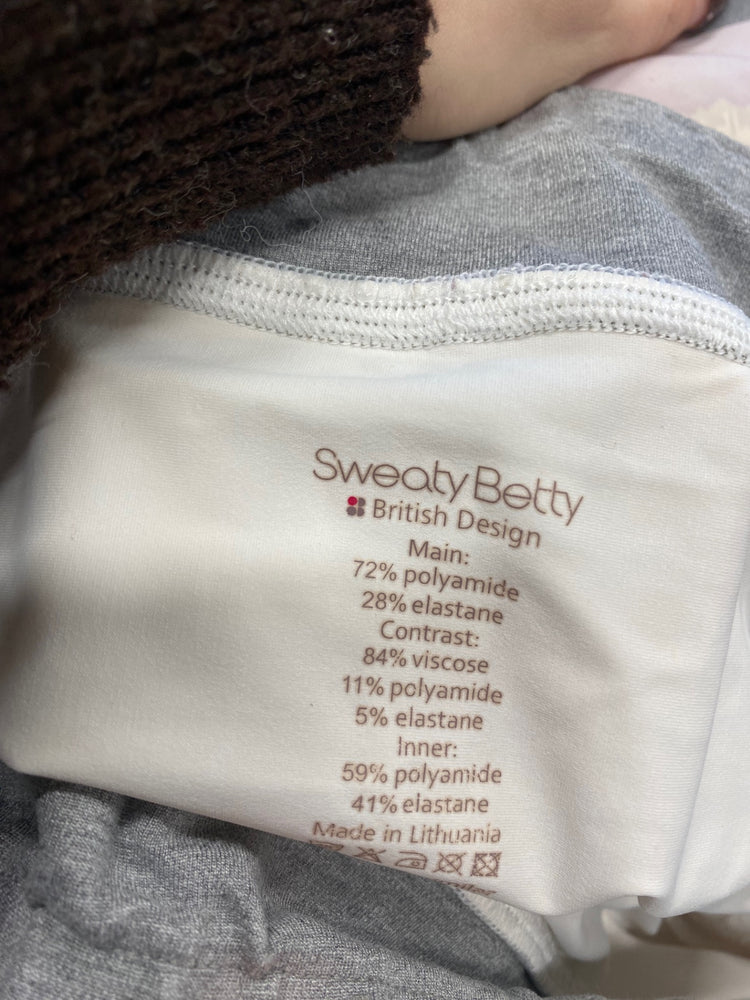 Sweaty Betty
British Design
Main:
72% polyamide
28% elastane
Contrast:
84% viscose
11% polyamide
5% elastane
Inner:
59% polyamide
41% elastane
Made in Lithuania